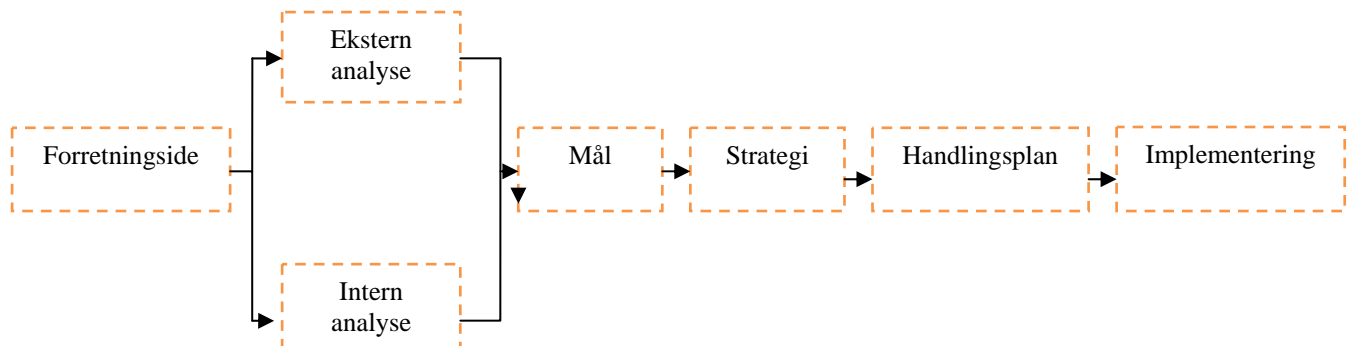 Ekstern
analyse
Forretningside
Mål
Strategi
Handlingsplan
Implementering
Intern
analyse